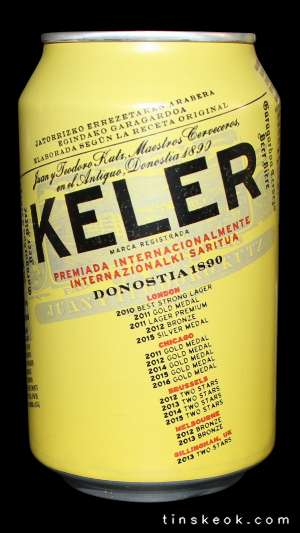 JATORRIZKO ERREZETAREN ARABERA
EGINDAKO GARAGARDOA
ELABORADA SEGÚN LA RECETA ORIGINAL
Juan y Teodoro Kutz, Maestros Cerveceros,
en el Antiguo, Donostia 1890
KELER
MARCA REGISTRADA
PREMIADA INTERNACIONALMENTE
INTERNAZIONALKI SARITUA
DONOSTIA 1890
LONDON
2010 BEST STRONG LAGER
2011 GOLD MEDAL
2011 LAGER PREMIUM
2012 BRONZE
2015 SILVER MEDAL
CHICAGO
2011 GOLD MEDAL
2012 GOLD MEDAL
2014 GOLD MEDAL
2015 GOLD MEDAL
2016 GOLD MEDAL
BRUSSELS
2012 TWO STARS
2013 TWO STARS
2014 TWO STARS
2015 TWO STARS
MELBOURNE
2012 BRONZE
2013 BRONZE
GILLINGHAM, UK
2013 TWO STARS
tinskeok.com